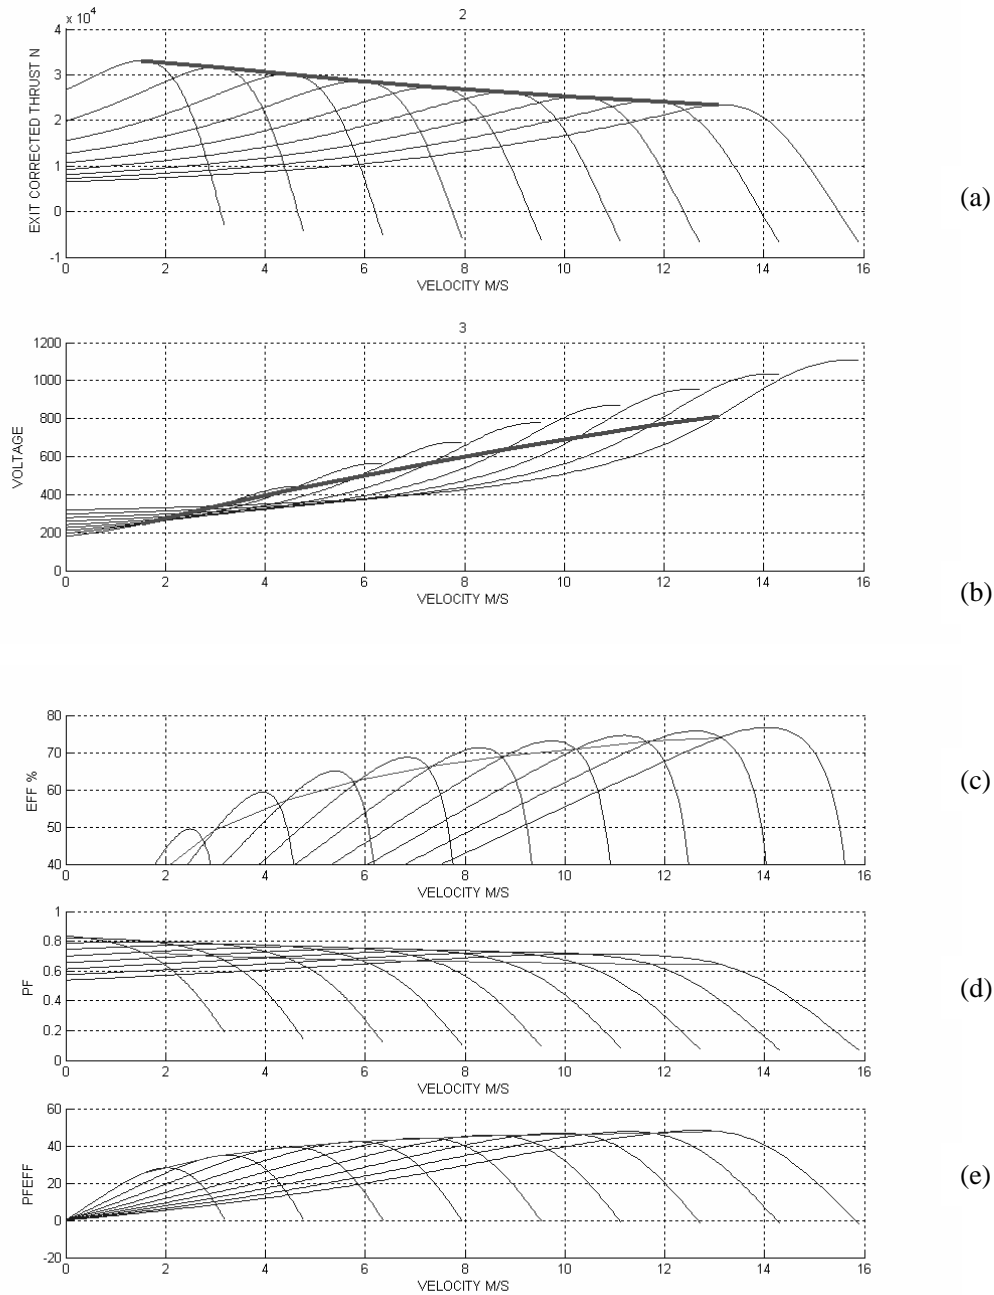 2
x 10⁴
EXIT CORRECTED THRUST N
4
3
2
1
0
-1
0 2 4 6 8 10 12 14 16
VELOCITY M/S
(a)
3
VOLTAGE
1200
1000
800
600
400
200
0
0 2 4 6 8 10 12 14 16
VELOCITY M/S
(b)
EFF %
80
70
60
50
40
0 2 4 6 8 10 12 14 16
VELOCITY M/S
(c)
PF
1
0.8
0.6
0.4
0.2
0
0 2 4 6 8 10 12 14 16
VELOCITY M/S
(d)
PFEFF
60
40
20
0
-20
0 2 4 6 8 10 12 14 16
VELOCITY M/S
(e)